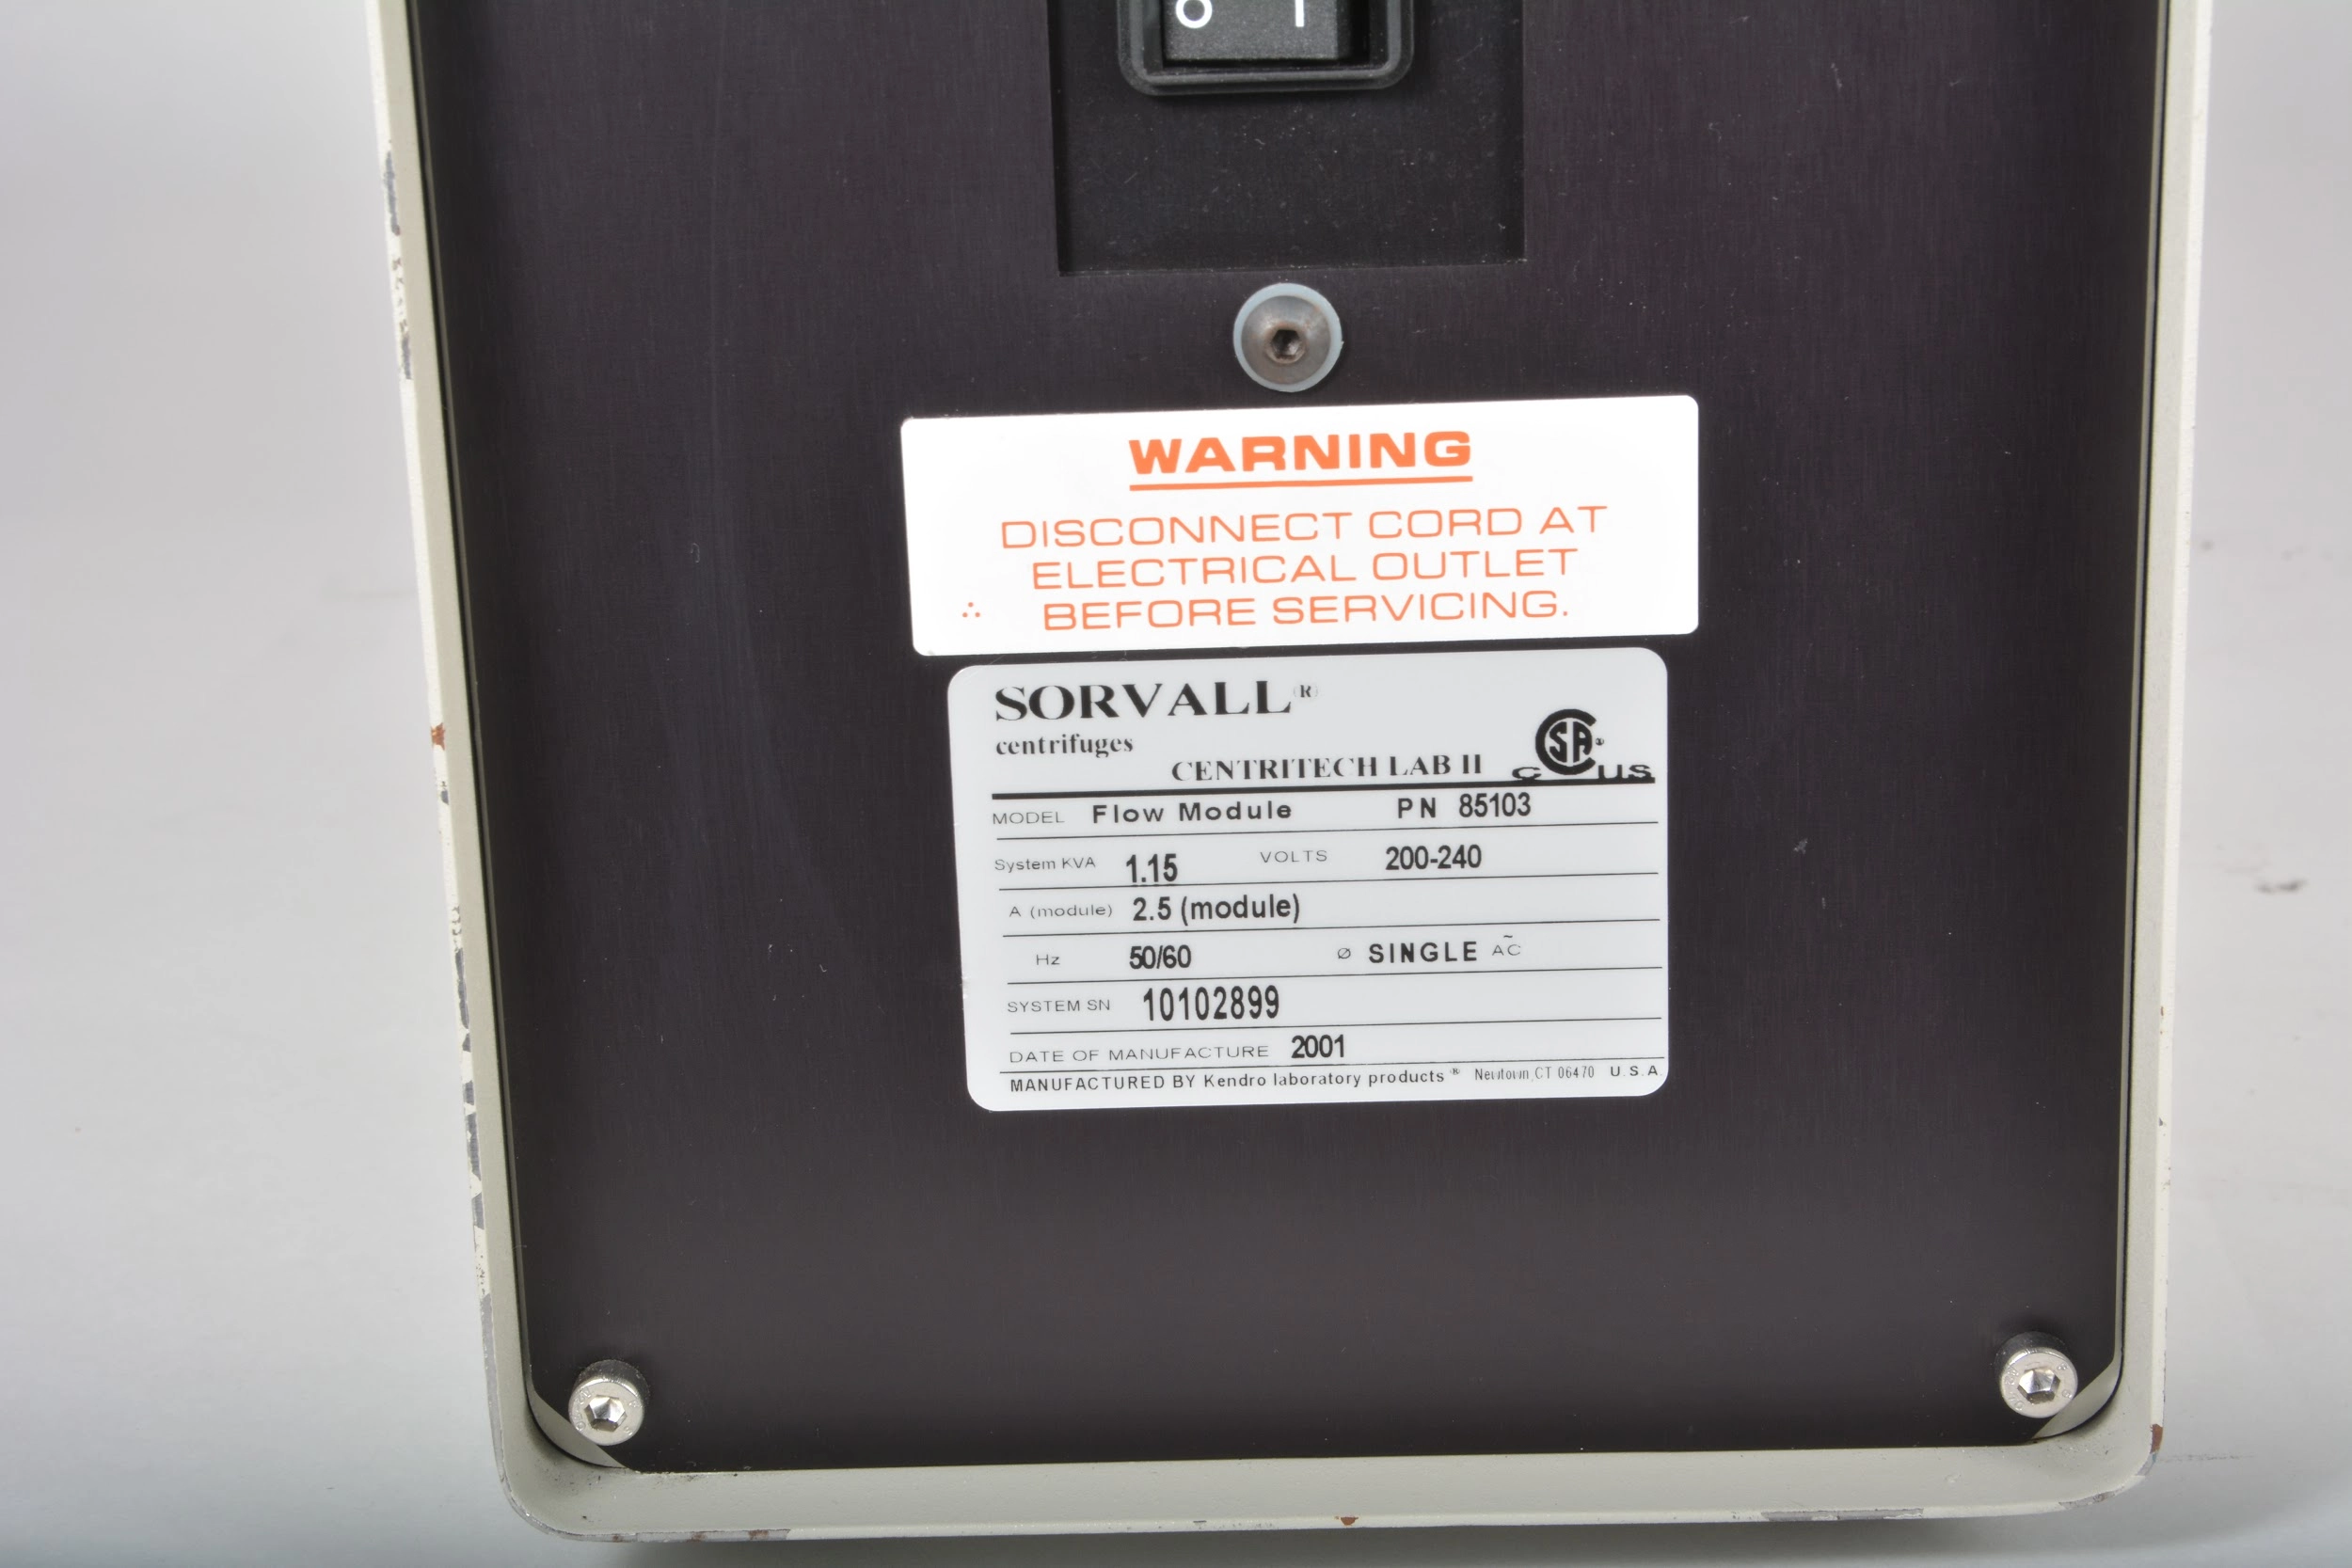 O I
WARNING
DISCONNECT CORD AT
ELECTRICAL OUTLET
∴ BEFORE SERVICING.
SORVALL (R)
centrifuges
CENTRITECH LAB II
CSA® C US
MODEL Flow Module PN 85103
System KVA 1.15 VOLTS 200-240
A (module) 2.5 (module)
Hz 50/60 Ø SINGLE AC ~
SYSTEM SN 10102899
DATE OF MANUFACTURE 2001
MANUFACTURED BY Kendro laboratory products ® Newtown, CT 06470 U.S.A.